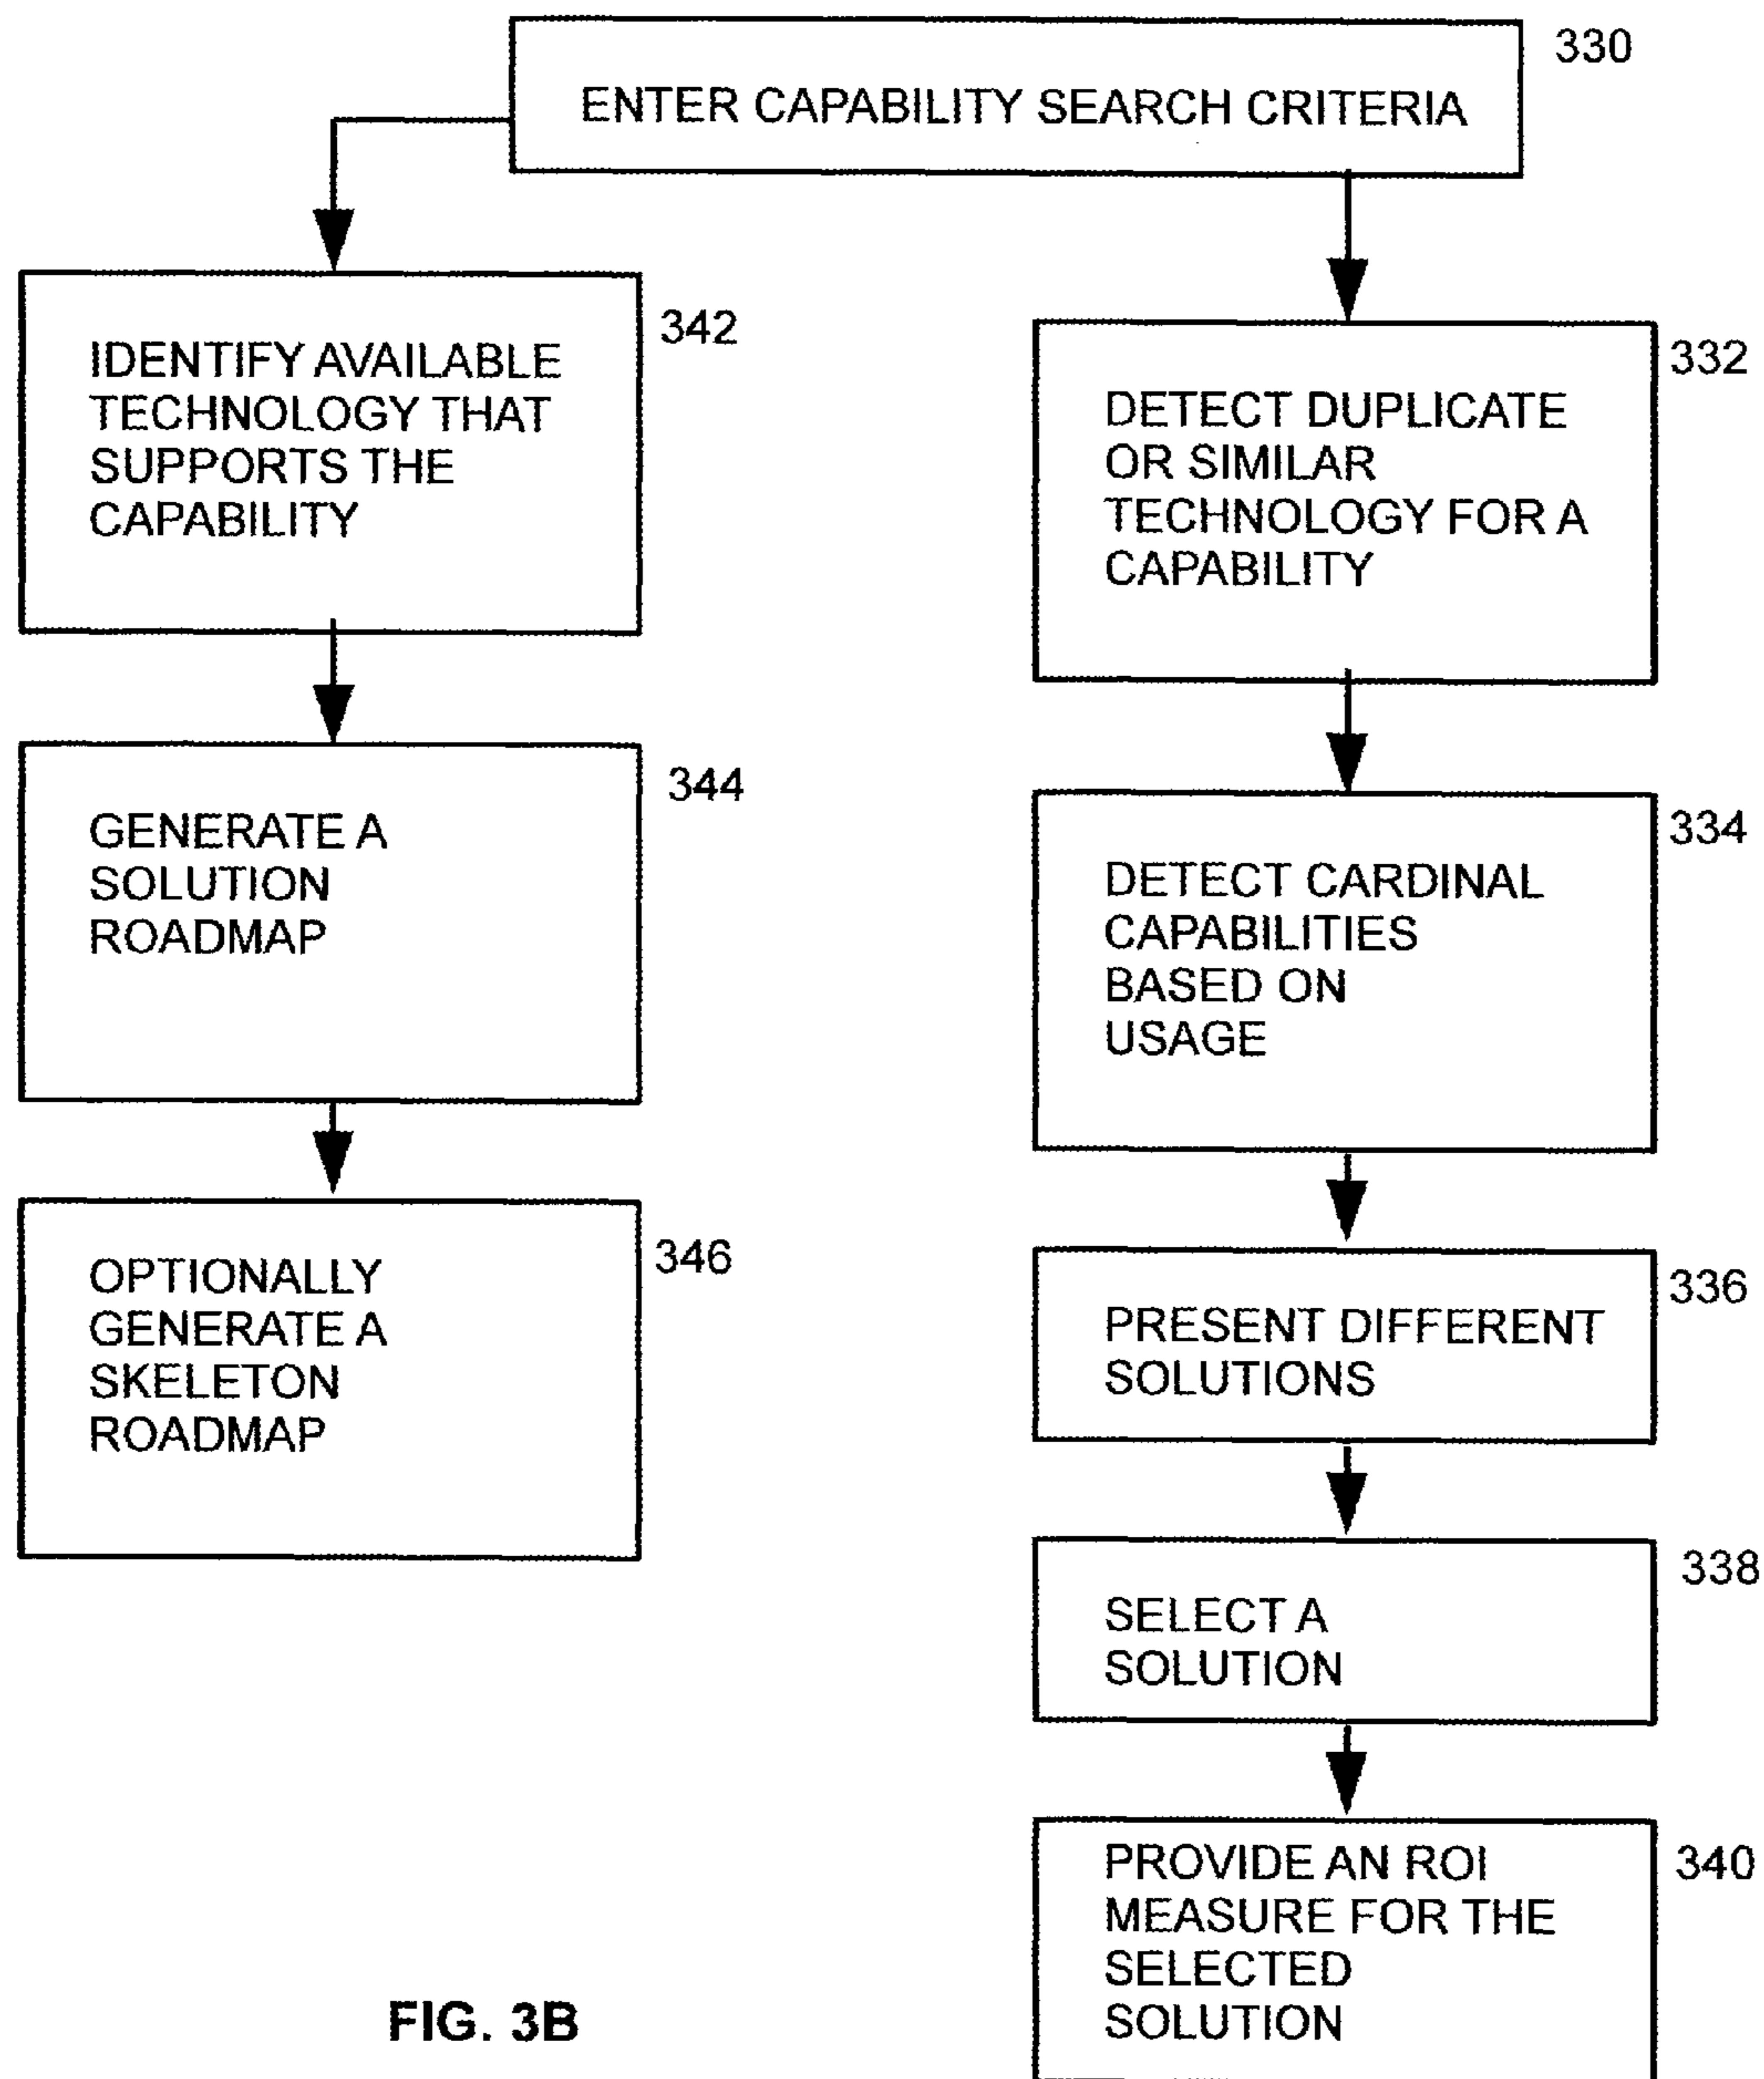 330
ENTER CAPABILITY SEARCH CRITERIA
342
IDENTIFY AVAILABLE
TECHNOLOGY THAT
SUPPORTS THE
CAPABILITY
344
GENERATE A
SOLUTION
ROADMAP
346
OPTIONALLY
GENERATE A
SKELETON
ROADMAP
332
DETECT DUPLICATE
OR SIMILAR
TECHNOLOGY FOR A
CAPABILITY
334
DETECT CARDINAL
CAPABILITIES
BASED ON
USAGE
336
PRESENT DIFFERENT
SOLUTIONS
338
SELECT A
SOLUTION
340
PROVIDE AN ROI
MEASURE FOR THE
SELECTED
SOLUTION
FIG. 3B